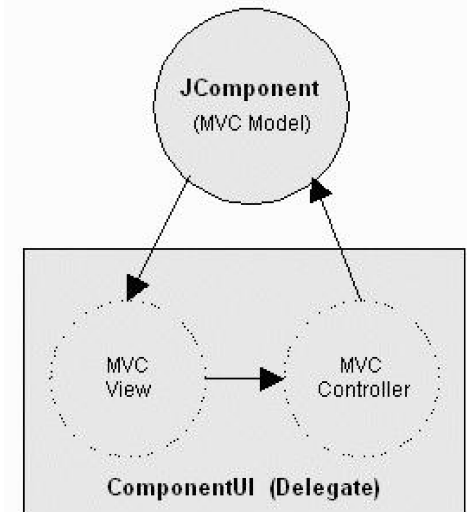 JComponent
(MVC Model)
MVC
View
MVC
Controller
ComponentUI (Delegate)